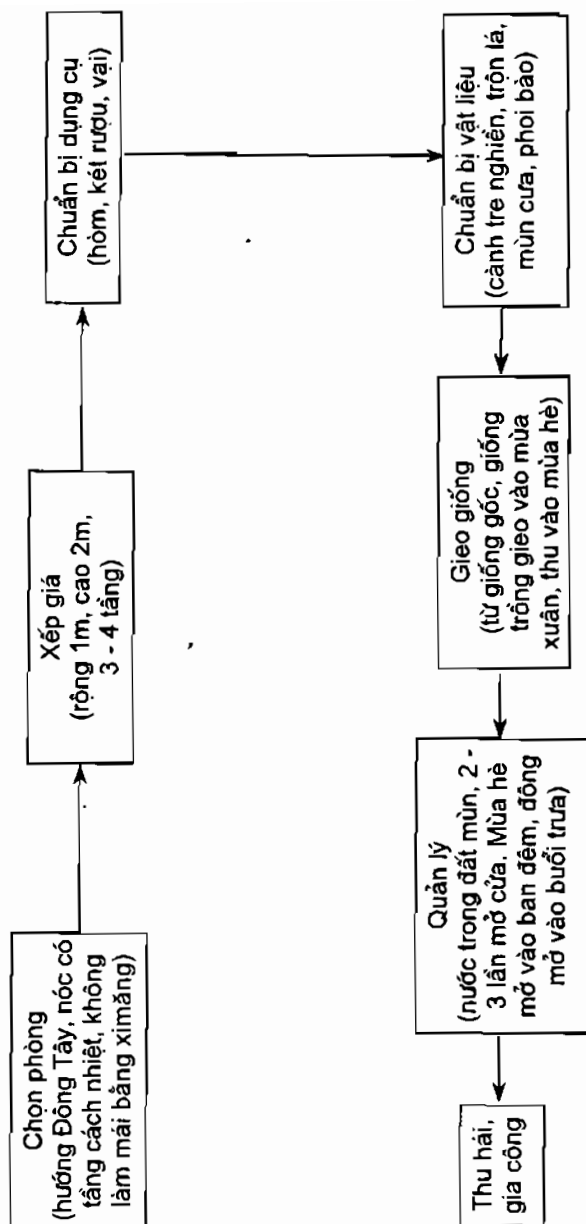 Chọn phòng
(hướng Đông Tây, nóc có
tầng cách nhiệt, không
làm mái bằng ximăng)
Xếp giá
(rộng 1m, cao 2m,
3 - 4 tầng)
Chuẩn bị dụng cụ
(hòm, két rượu, vại)
Chuẩn bị vật liệu
(cành tre nghiền, trộn lá,
mùn cưa, phoi bào)
Gieo giống
(từ giống gốc, giống
trồng gieo vào mùa
xuân, thu vào mùa hè)
Quản lý
(nước trong đất mùn, 2 -
3 lần mở cửa. Mùa hè
mở vào ban đêm, đông
mở vào buổi trưa)
Thu hái,
gia công